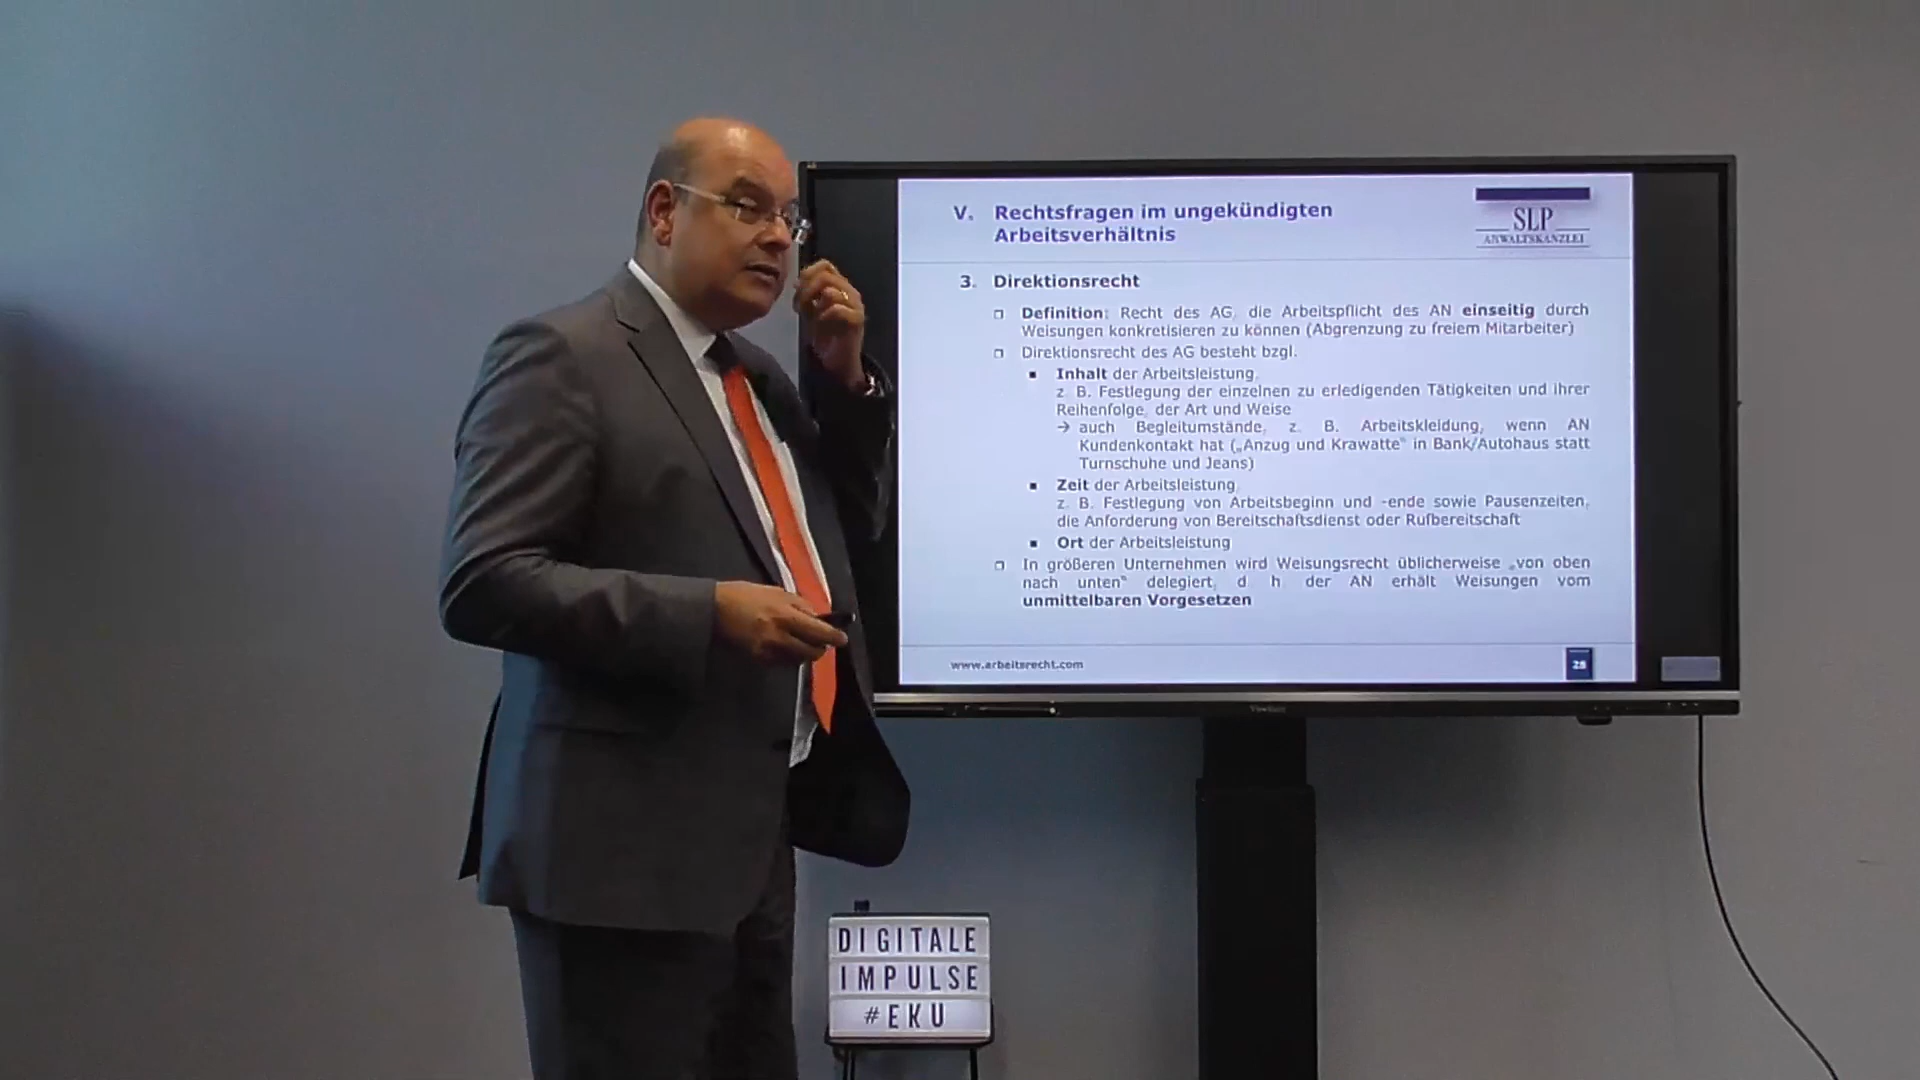 V. Rechtsfragen im ungekündigten
Arbeitsverhältnis
SLP
ANWALTSKANZLEI
3. Direktionsrecht
Definition: Recht des AG, die Arbeitspflicht des AN einseitig durch
Weisungen konkretisieren zu können (Abgrenzung zu freiem Mitarbeiter)
Direktionsrecht des AG besteht bzgl.
Inhalt der Arbeitsleistung,
z. B. Festlegung der einzelnen zu erledigenden Tätigkeiten und ihrer
Reihenfolge, der Art und Weise
→ auch Begleitumstände, z. B. Arbeitskleidung, wenn AN
Kundenkontakt hat („Anzug und Krawatte“ in Bank/Autohaus statt
Turnschuhe und Jeans)
Zeit der Arbeitsleistung,
z. B. Festlegung von Arbeitsbeginn und -ende sowie Pausenzeiten,
die Anforderung von Bereitschaftsdienst oder Rufbereitschaft
Ort der Arbeitsleistung
In größeren Unternehmen wird Weisungsrecht üblicherweise „von oben
nach unten“ delegiert, d. h. der AN erhält Weisungen vom
unmittelbaren Vorgesetzen
www.arbeitsrecht.com
28
ViewSonic
DIGITALE
IMPULSE
#EKU